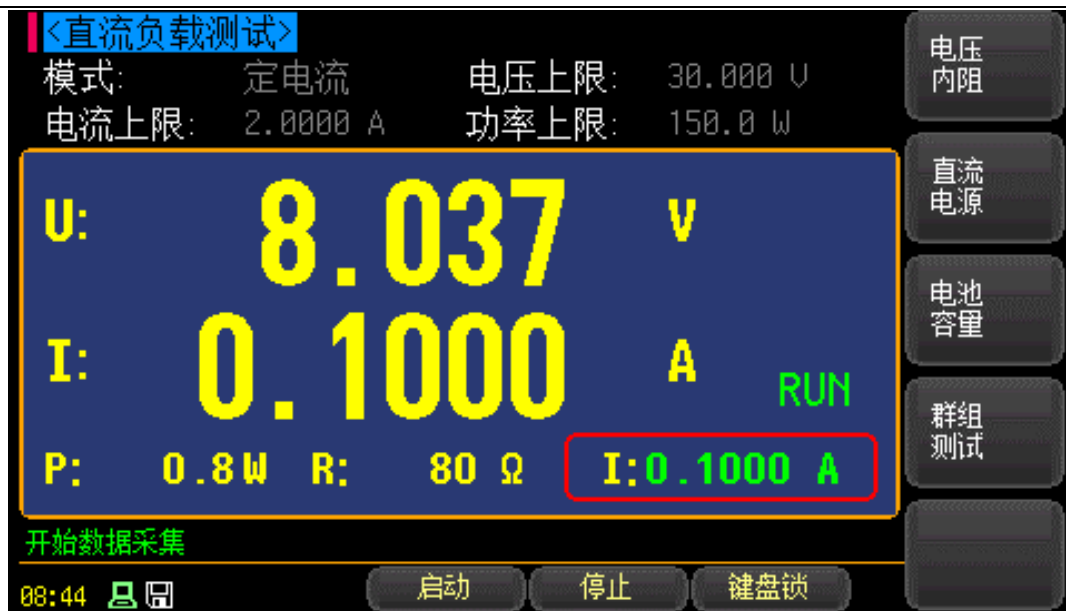 <直流负载测试>
模式: 定电流 电压上限: 30.000 V
电流上限: 2.0000 A 功率上限: 150.0 W
U: 8.037 V
I: 0.1000 A RUN
P: 0.8W R: 80 Ω I:0.1000 A
开始数据采集
08:44 启动 停止 键盘锁
电压
内阻
直流
电源
电池
容量
群组
测试